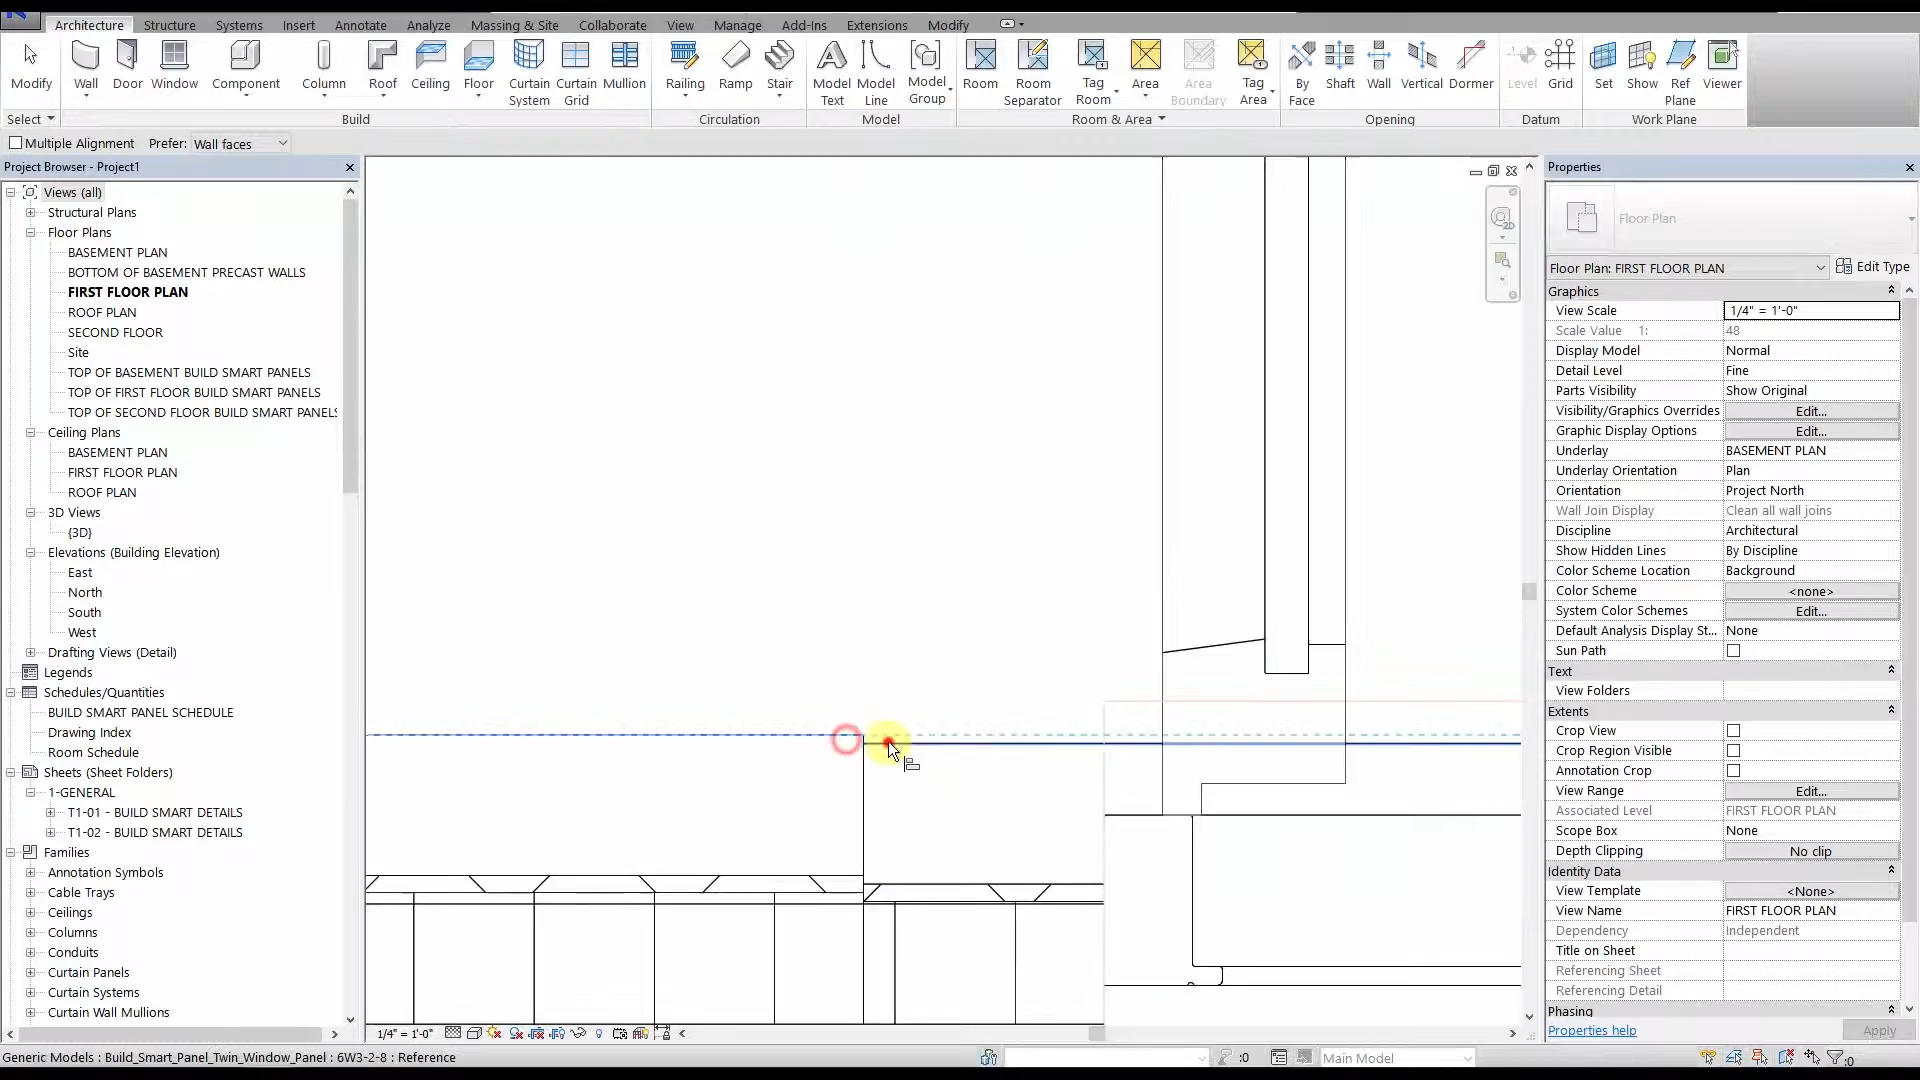 Architecture Structure Systems Insert Annotate Analyze Massing & Site Collaborate View Manage Add-Ins Extensions Modify
Modify Wall Door Window Component Column Roof Ceiling Floor Curtain System Curtain Grid Mullion Railing Ramp Stair Model Text Model Line Model Group Room Room Separator Tag Room Area Area Boundary Tag Area By Face Shaft Wall Vertical Dormer Level Grid Set Show Ref Plane Viewer
Select Build Circulation Model Room & Area Opening Datum Work Plane
Multiple Alignment Prefer: Wall faces
Project Browser - Project1
Views (all)
Structural Plans
Floor Plans
BASEMENT PLAN
BOTTOM OF BASEMENT PRECAST WALLS
FIRST FLOOR PLAN
ROOF PLAN
SECOND FLOOR
Site
TOP OF BASEMENT BUILD SMART PANELS
TOP OF FIRST FLOOR BUILD SMART PANELS
TOP OF SECOND FLOOR BUILD SMART PANELS
Ceiling Plans
BASEMENT PLAN
FIRST FLOOR PLAN
ROOF PLAN
3D Views
{3D}
Elevations (Building Elevation)
East
North
South
West
Drafting Views (Detail)
Legends
Schedules/Quantities
BUILD SMART PANEL SCHEDULE
Drawing Index
Room Schedule
Sheets (Sheet Folders)
1-GENERAL
T1-01 - BUILD SMART DETAILS
T1-02 - BUILD SMART DETAILS
Families
Annotation Symbols
Cable Trays
Ceilings
Columns
Conduits
Curtain Panels
Curtain Systems
Curtain Wall Mullions
2D
1/4" = 1'-0"
Properties
Floor Plan
Floor Plan: FIRST FLOOR PLAN Edit Type
Graphics
View Scale 1/4" = 1'-0"
Scale Value 1: 48
Display Model Normal
Detail Level Fine
Parts Visibility Show Original
Visibility/Graphics Overrides Edit...
Graphic Display Options Edit...
Underlay BASEMENT PLAN
Underlay Orientation Plan
Orientation Project North
Wall Join Display Clean all wall joins
Discipline Architectural
Show Hidden Lines By Discipline
Color Scheme Location Background
Color Scheme <none>
System Color Schemes Edit...
Default Analysis Display St... None
Sun Path
Text
View Folders
Extents
Crop View
Crop Region Visible
Annotation Crop
View Range Edit...
Associated Level FIRST FLOOR PLAN
Scope Box None
Depth Clipping No clip
Identity Data
View Template <None>
View Name FIRST FLOOR PLAN
Dependency Independent
Title on Sheet
Referencing Sheet
Referencing Detail
Phasing
Properties help Apply
Generic Models : Build_Smart_Panel_Twin_Window_Panel : 6W3-2-8 : Reference :0 Main Model :0